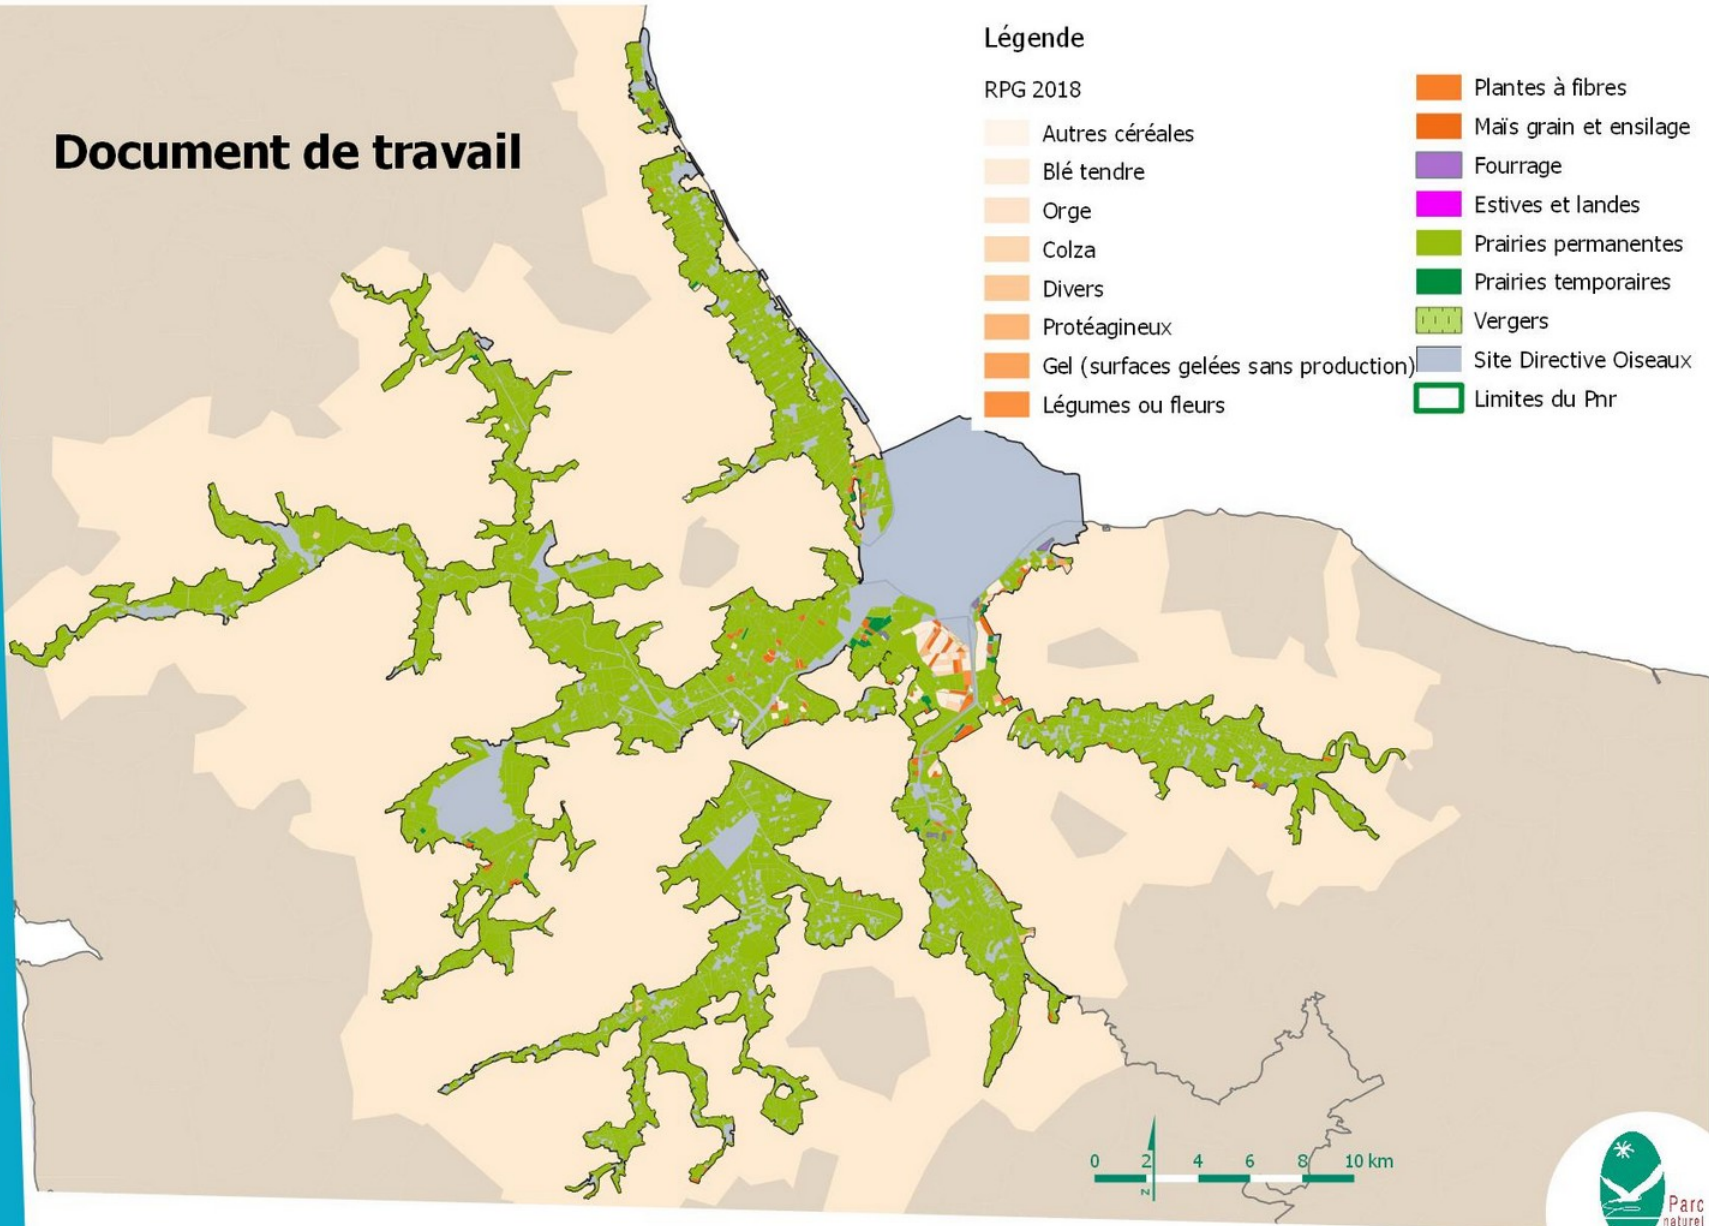 Document de travail
Légende
RPG 2018
Autres céréales
Blé tendre
Orge
Colza
Divers
Protéagineux
Gel (surfaces gelées sans production)
Légumes ou fleurs
Plantes à fibres
Maïs grain et ensilage
Fourrage
Estives et landes
Prairies permanentes
Prairies temporaires
Vergers
Site Directive Oiseaux
Limites du Pnr
0 2 4 6 8 10 km
N
Parc
naturel